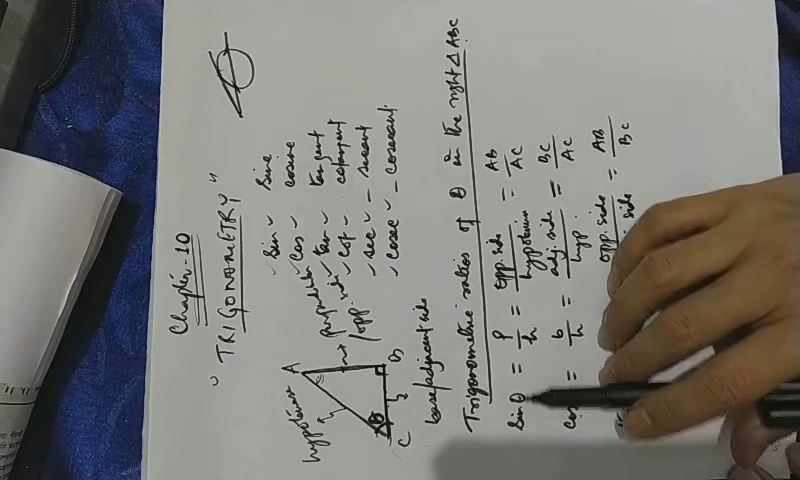 Chapter-10
"TRIGONOMETRY"
sin - sine
cos - cosine
tan - tangent
cot - cotangent
sec - secant
cosec - cosecant
A
hypotenuse
h
perpendicular
/opp. side
B
C
θ
b
base/adjacent side
Trigonometric ratios of θ in the right Δ ABC
sinθ = p/h = opp. side/hypotenuse = AB/AC
cos = b/h = adj. side/hyp. = BC/AC
opp. side/side = AB/BC